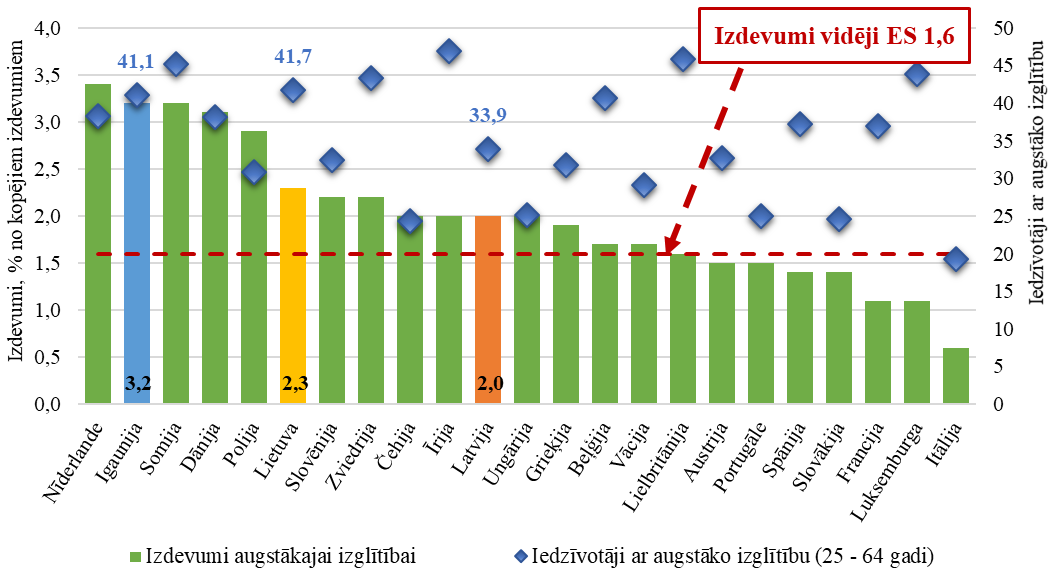 Izdevumi, % no kopējiem izdevumiem
4,0
3,5
3,0
2,5
2,0
1,5
1,0
0,5
0,0
50
45
40
35
30
25
20
15
10
5
0
Iedzīvotāji ar augstāko izglītību
Izdevumi vidēji ES 1,6
41,1
41,7
33,9
3,2
2,3
2,0
Nīderlande
Igaunija
Somija
Dānija
Polija
Lietuva
Slovēnija
Zviedrija
Čehija
Īrija
Latvija
Ungārija
Grieķija
Beļģija
Vācija
Lielbritānija
Austrija
Portugāle
Spānija
Slovākija
Francija
Luksemburga
Itālija
Izdevumi augstākajai izglītībai
Iedzīvotāji ar augstāko izglītību (25 - 64 gadi)